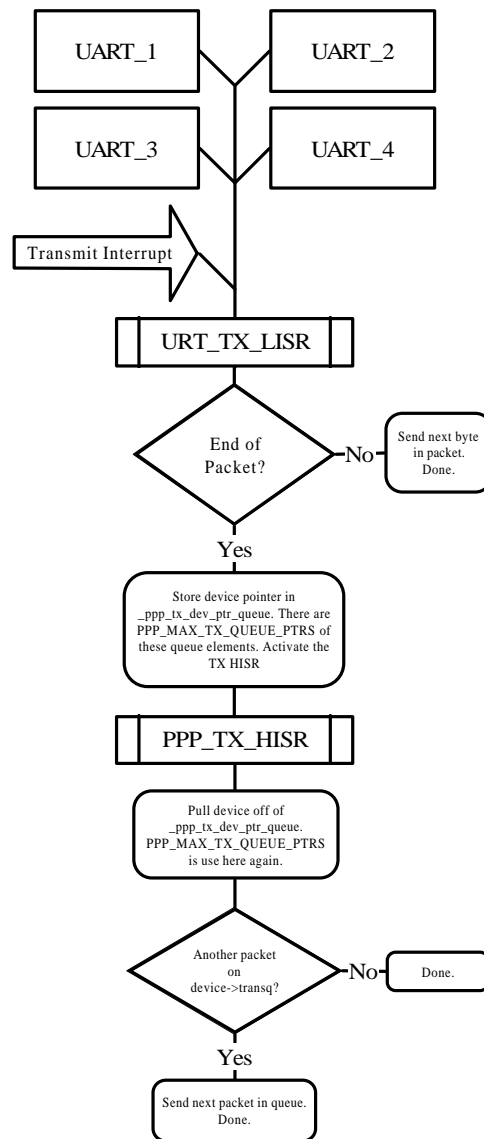 UART_1
UART_2
UART_3
UART_4
Transmit Interrupt
URT_TX_LISR
End of
Packet?
No
Send next byte
in packet.
Done.
Yes
Store device pointer in
_ppp_tx_dev_ptr_queue. There are
PPP_MAX_TX_QUEUE_PTRS of
these queue elements. Activate the
TX HISR
PPP_TX_HISR
Pull device off of
_ppp_tx_dev_ptr_queue.
PPP_MAX_TX_QUEUE_PTRS
is use here again.
Another packet
on
device->transq?
No
Done.
Yes
Send next packet in queue.
Done.